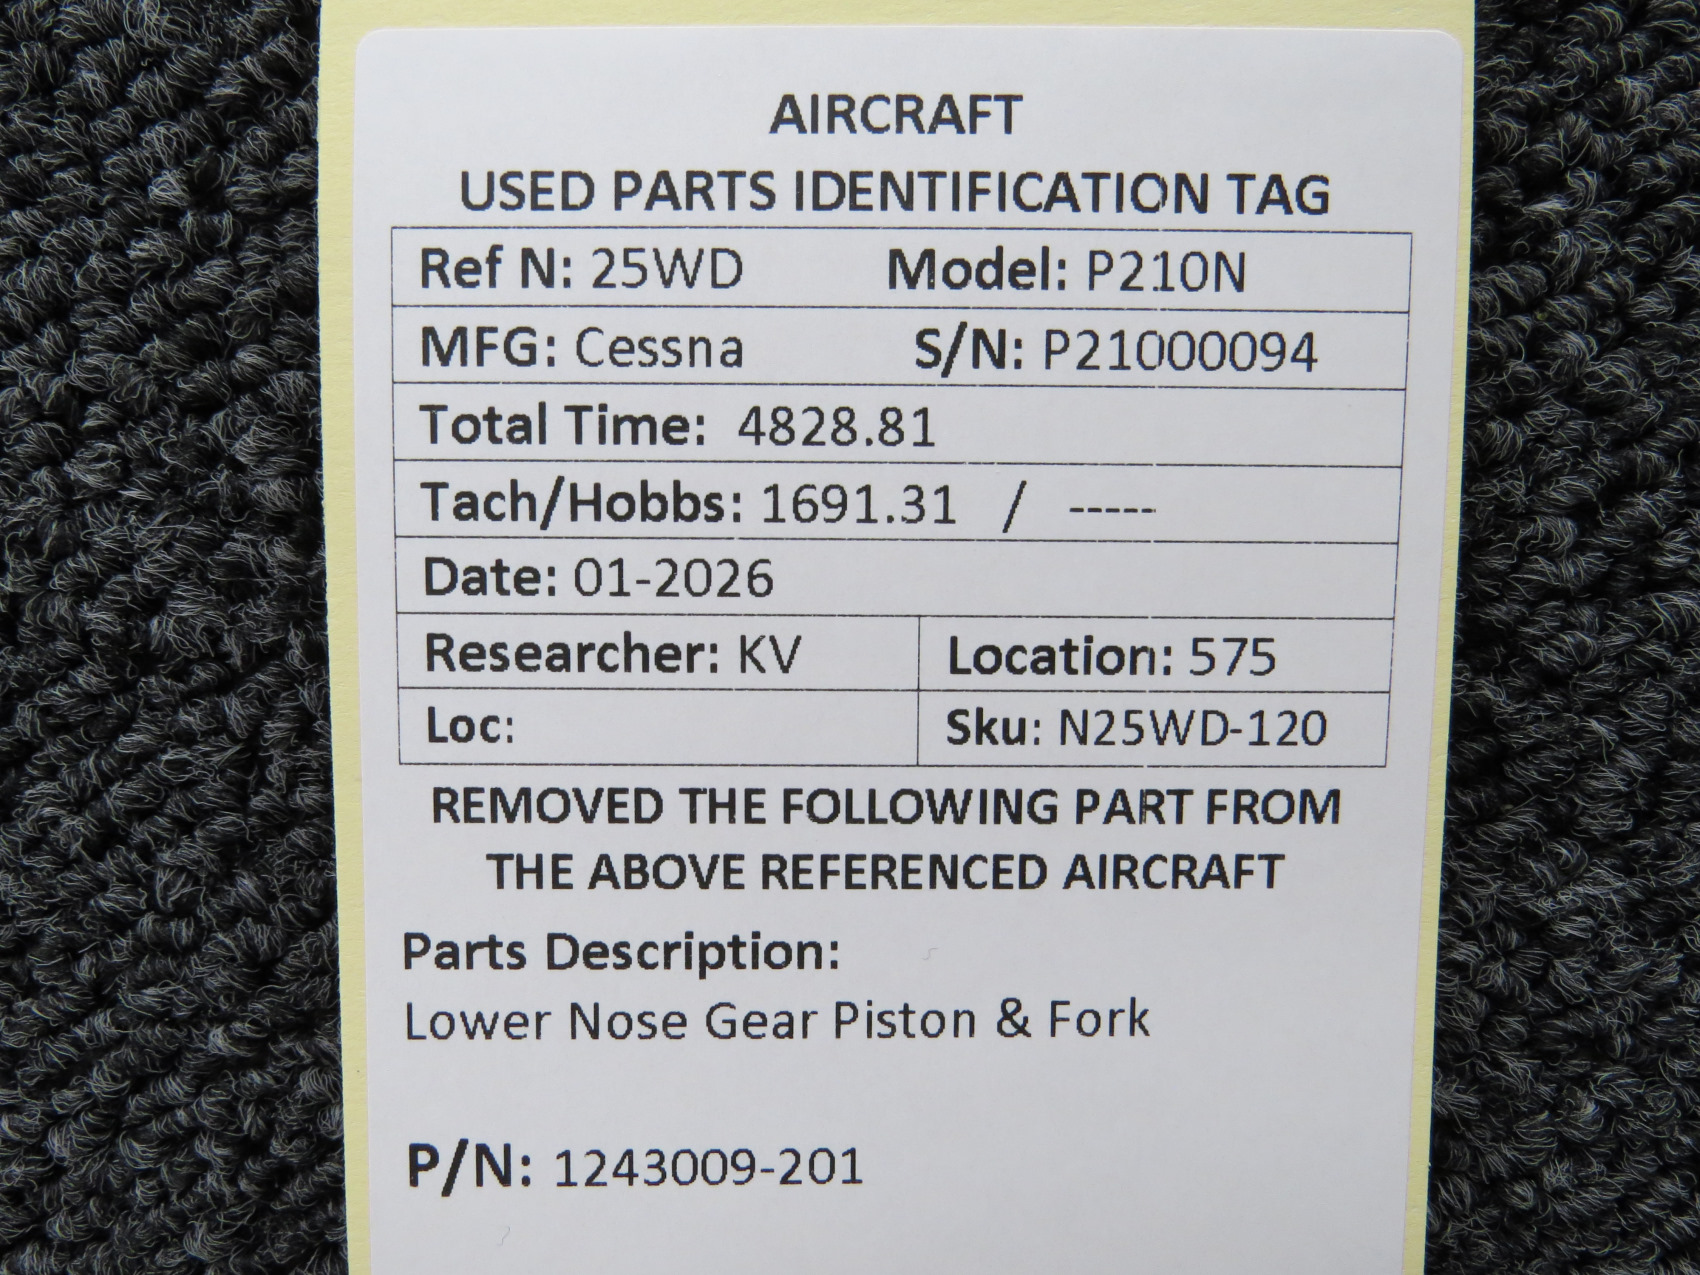 AIRCRAFT
USED PARTS IDENTIFICATION TAG
Ref N: 25WD Model: P210N
MFG: Cessna S/N: P21000094
Total Time: 4828.81
Tach/Hobbs: 1691.31 / -----
Date: 01-2026
Researcher: KV Location: 575
Loc: Sku: N25WD-120
REMOVED THE FOLLOWING PART FROM
THE ABOVE REFERENCED AIRCRAFT
Parts Description:
Lower Nose Gear Piston & Fork
P/N: 1243009-201